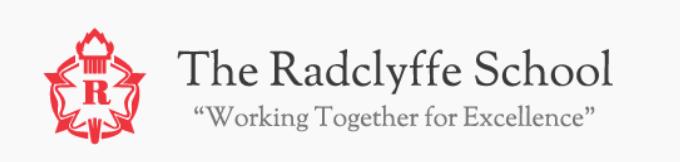 R
The Radclyffe School
“Working Together for Excellence”